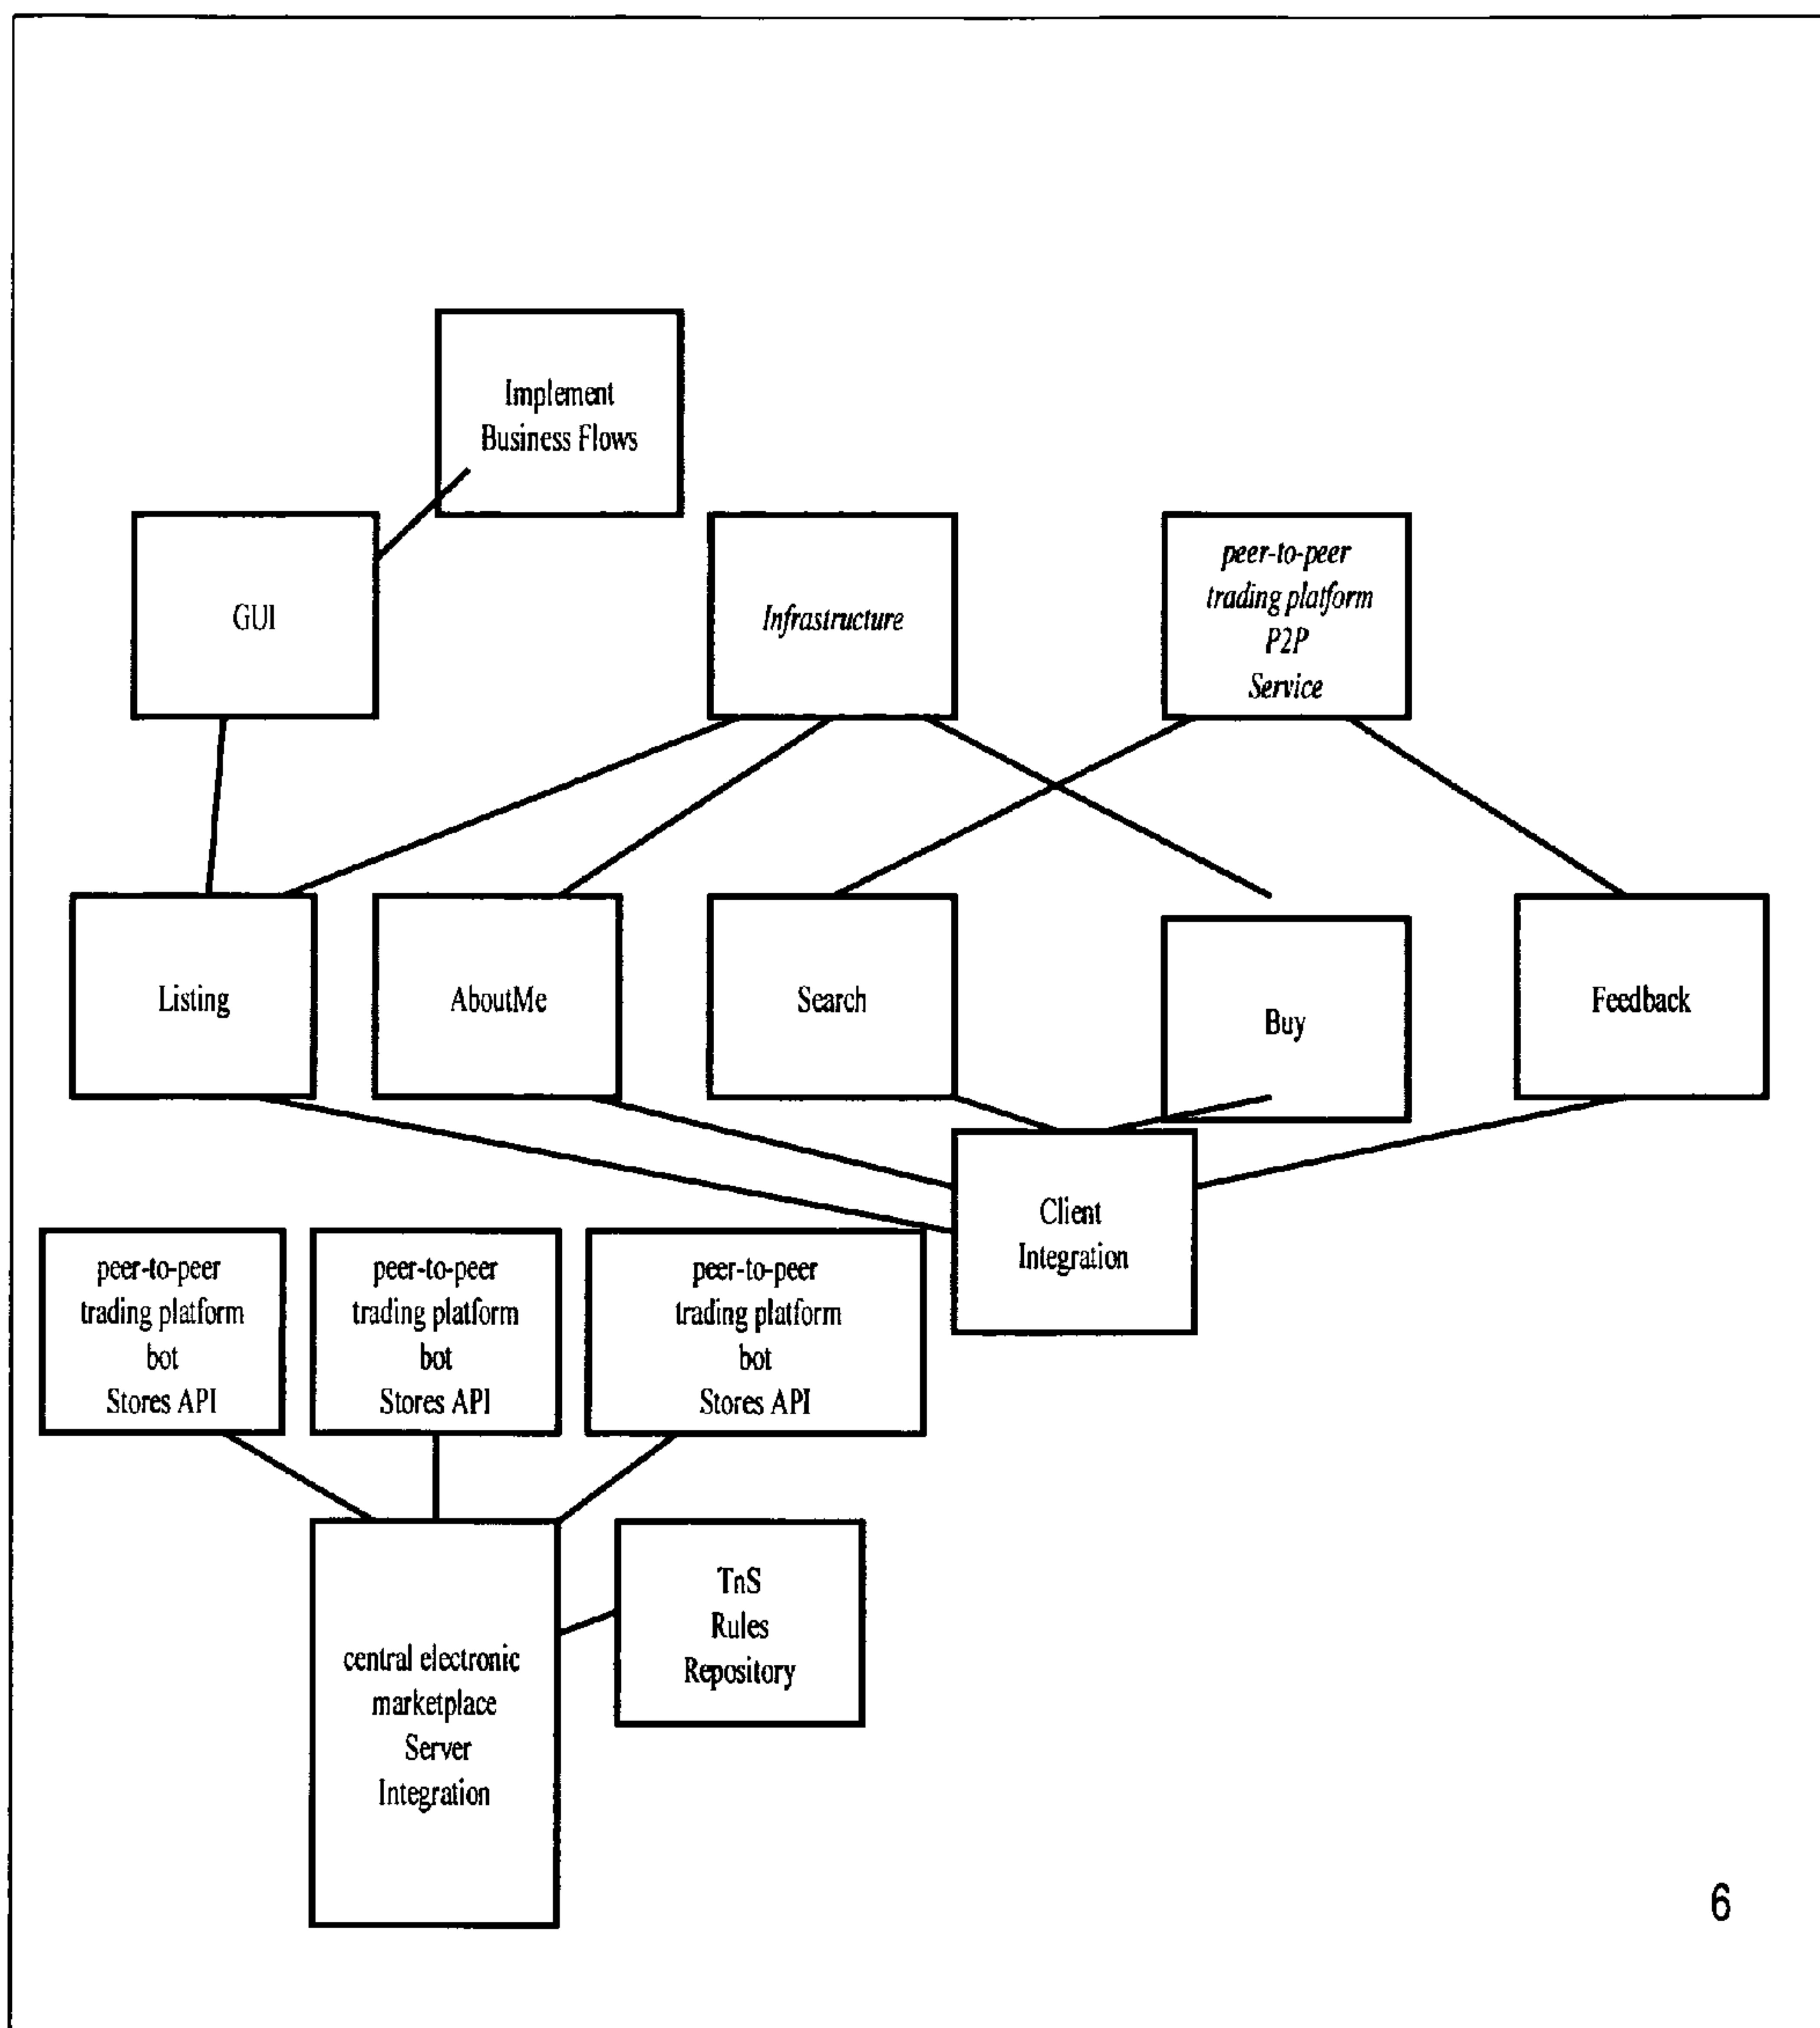 Implement
Business Flows
GUI
Infrastructure
peer-to-peer
trading platform
P2P
Service
Listing
AboutMe
Search
Buy
Feedback
Client
Integration
peer-to-peer
trading platform
bot
Stores API
peer-to-peer
trading platform
bot
Stores API
peer-to-peer
trading platform
bot
Stores API
central electronic
marketplace
Server
Integration
TnS
Rules
Repository
6